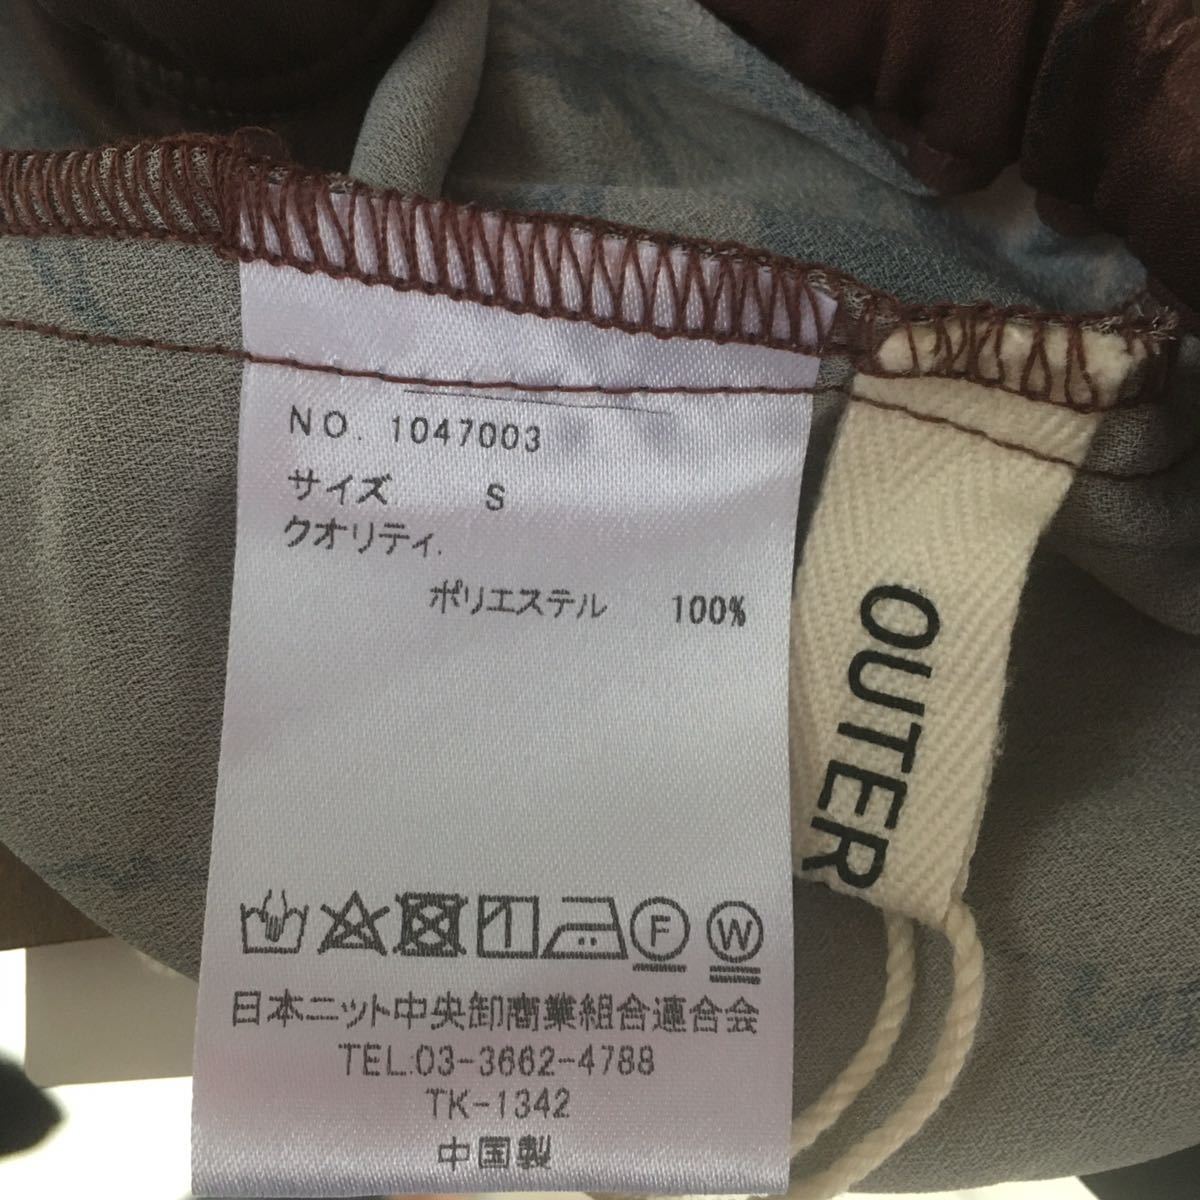 NO. 1047003
サイズ S
クオリティ.
ポリエステル 100%
F W
日本ニット中央卸商業組合連合会
TEL.03-3662-4788
TK-1342
中国製
OUTER